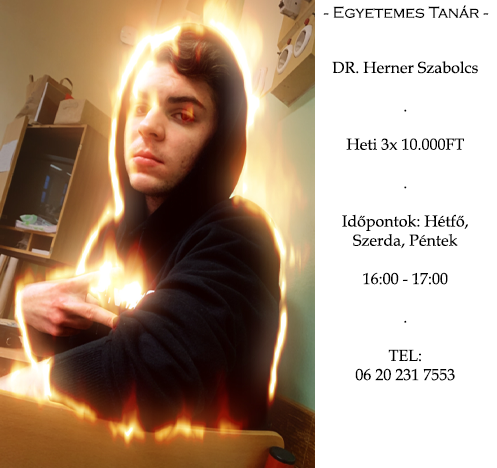 - EGYETEMES TANÁR -
DR. Herner Szabolcs
.
Heti 3x 10.000FT
.
Időpontok: Hétfő,
Szerda, Péntek
16:00 - 17:00
.
TEL:
06 20 231 7553